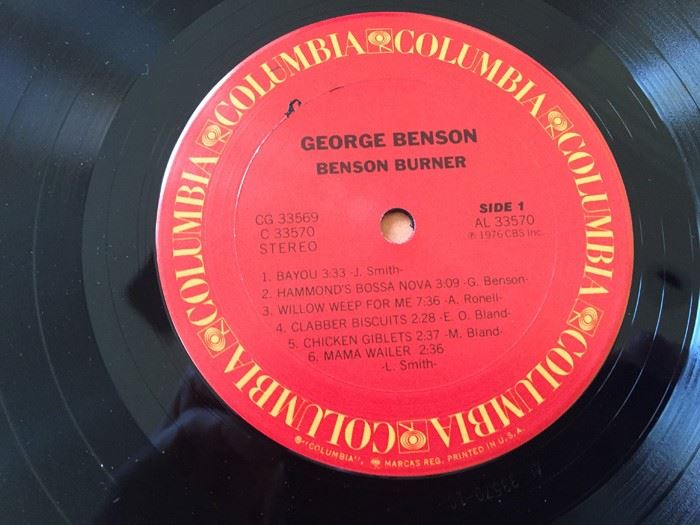 COLUMBIA COLUMBIA COLUMBIA COLUMBIA COLUMBIA COLUMBIA
GEORGE BENSON
BENSON BURNER
CG 33569
C 33570
STEREO
SIDE 1
AL 33570
℗ 1976 CBS Inc.
1. BAYOU 3:33 -J. Smith-
2. HAMMOND'S BOSSA NOVA 3:09 -G. Benson-
3. WILLOW WEEP FOR ME 7:36 -A. Ronell-
4. CLABBER BISCUITS 2:28 -E. O. Bland-
5. CHICKEN GIBLETS 2:37 -M. Bland-
6. MAMA WAILER 2:36
-L. Smith-
®-"COLUMBIA", MARCAS REG. PRINTED IN U.S.A.